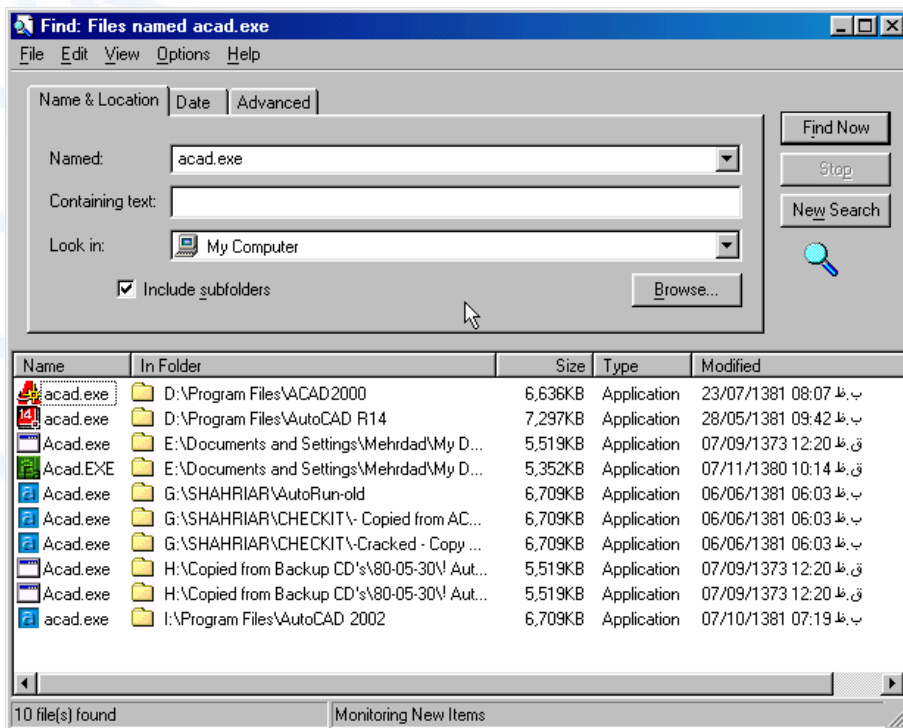 Find: Files named acad.exe
File Edit View Options Help
Name & Location Date Advanced
Find Now
Named: acad.exe
Stop
Containing text:
New Search
Look in: My Computer
Include subfolders
Browse...
Name In Folder Size Type Modified
acad.exe D:\Program Files\ACAD2000 6,636KB Application 23/07/1381 08:07 ب.ظ
acad.exe D:\Program Files\AutoCAD R14 7,297KB Application 28/05/1381 09:42 ب.ظ
Acad.exe E:\Documents and Settings\Mehrdad\My D... 5,519KB Application 07/09/1373 12:20 ق.ظ
Acad.EXE E:\Documents and Settings\Mehrdad\My D... 5,352KB Application 07/11/1380 10:14 ق.ظ
Acad.exe G:\SHAHRIAR\AutoRun-old 6,709KB Application 06/06/1381 06:03 ب.ظ
Acad.exe G:\SHAHRIAR\CHECKIT\- Copied from AC... 6,709KB Application 06/06/1381 06:03 ب.ظ
Acad.exe G:\SHAHRIAR\CHECKIT\-Cracked - Copy ... 6,709KB Application 06/06/1381 06:03 ب.ظ
Acad.exe H:\Copied from Backup CD's\80-05-30\! Aut... 5,519KB Application 07/09/1373 12:20 ق.ظ
Acad.exe H:\Copied from Backup CD's\80-05-30\! Aut... 5,519KB Application 07/09/1373 12:20 ق.ظ
acad.exe I:\Program Files\AutoCAD 2002 6,709KB Application 07/10/1381 07:19 ب.ظ
10 file(s) found Monitoring New Items